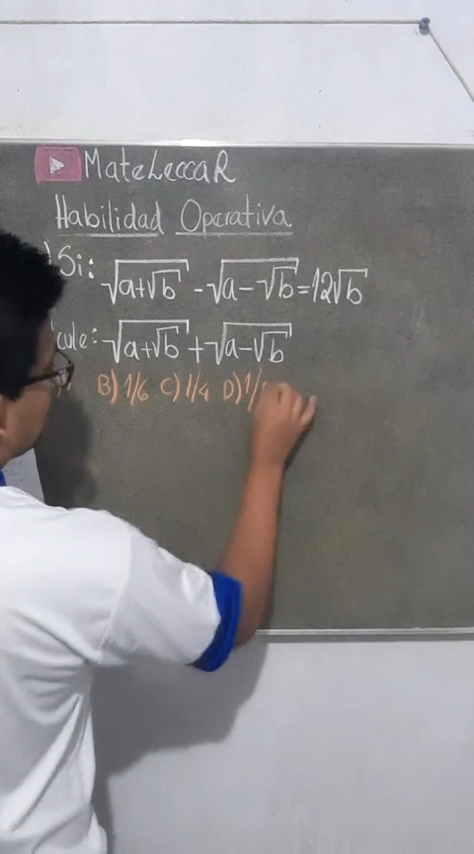 MateLeccaR
Habilidad Operativa
Si: √(a+√b) - √(a-√b) = 12√b
cule: √(a+√b) + √(a-√b)
B) 1/6 C) 1/4 D) 1/